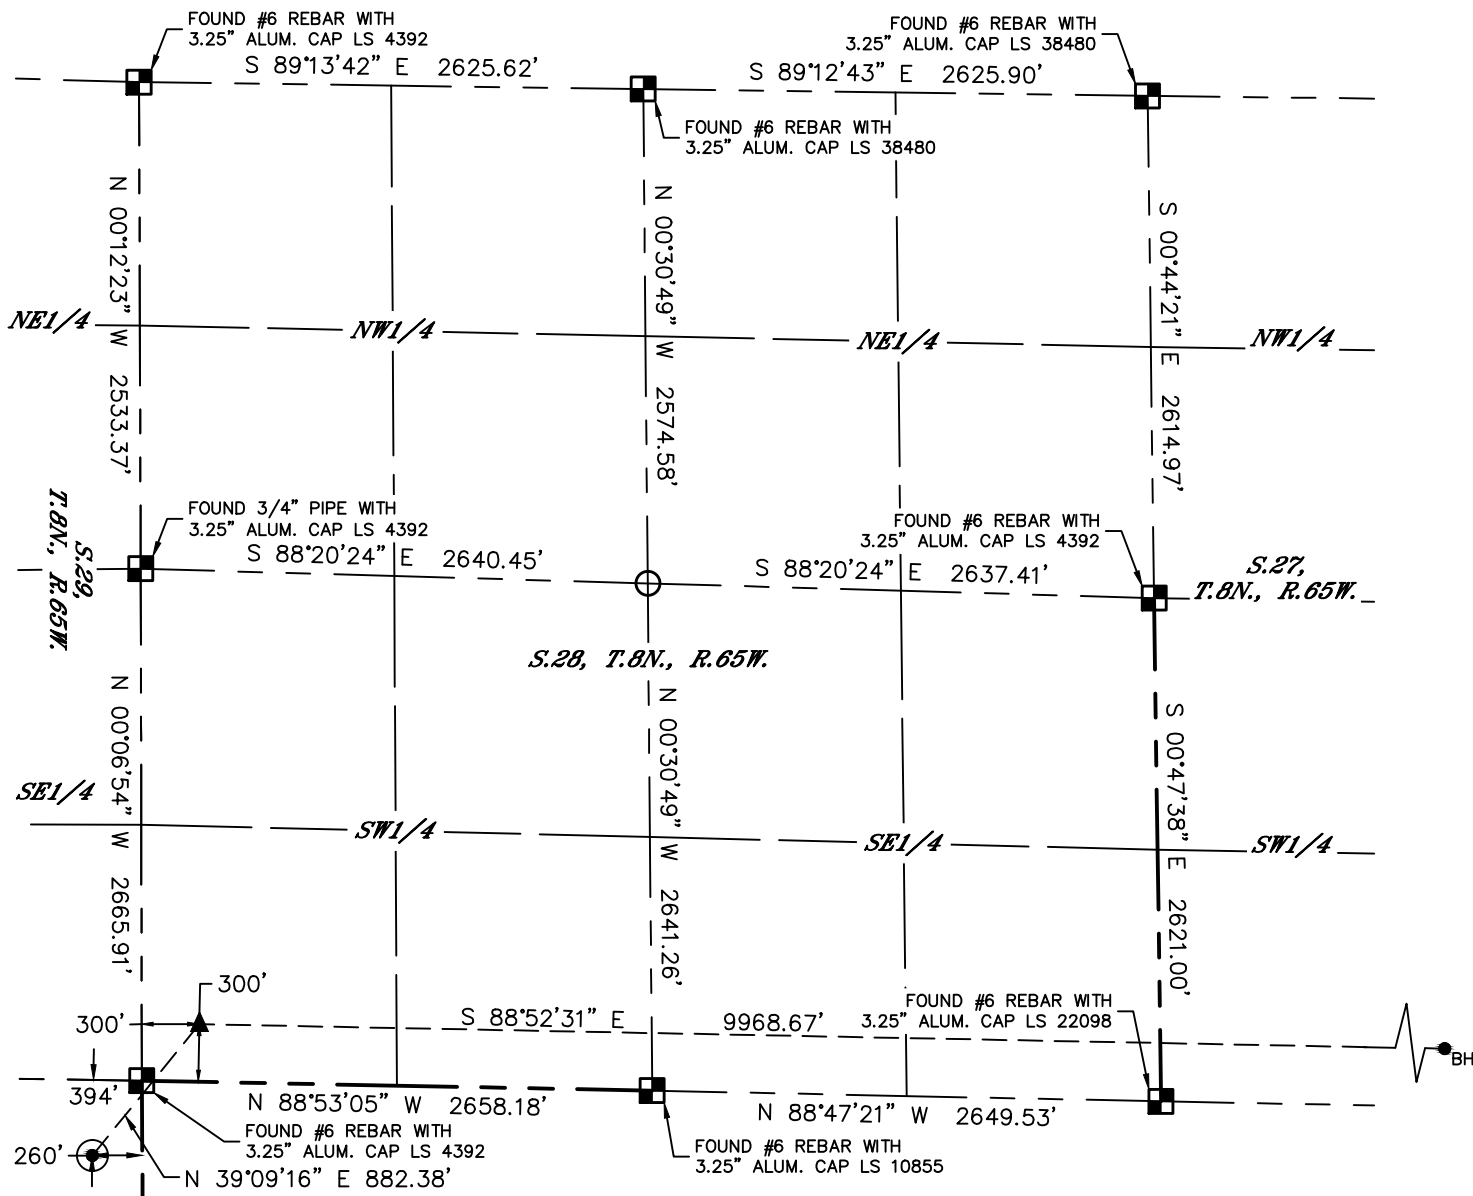 FOUND #6 REBAR WITH
3.25" ALUM. CAP LS 4392
FOUND #6 REBAR WITH
3.25" ALUM. CAP LS 38480
S 89°13'42" E 2625.62'
S 89°12'43" E 2625.90'
FOUND #6 REBAR WITH
3.25" ALUM. CAP LS 38480
N 00°12'23" W 2533.37'
N 00°30'49" W 2574.58'
S 00°44'21" E 2614.97'
NE1/4
NW1/4
NE1/4
NW1/4
FOUND 3/4" PIPE WITH
3.25" ALUM. CAP LS 4392
FOUND #6 REBAR WITH
3.25" ALUM. CAP LS 4392
S 88°20'24" E 2640.45'
S 88°20'24" E 2637.41'
S.29,
T.8N., R.65W.
S.27,
T.8N., R.65W.
S.28, T.8N., R.65W.
N 00°06'54" W 2665.91'
N 00°30'49" W 2641.26'
S 00°47'38" E 2621.00'
SE1/4
SW1/4
SE1/4
SW1/4
300'
300'
S 88°52'31" E 9968.67'
FOUND #6 REBAR WITH
3.25" ALUM. CAP LS 22098
BH
394'
N 88°53'05" W 2658.18'
N 88°47'21" W 2649.53'
FOUND #6 REBAR WITH
3.25" ALUM. CAP LS 4392
FOUND #6 REBAR WITH
3.25" ALUM. CAP LS 10855
260'
N 39°09'16" E 882.38'